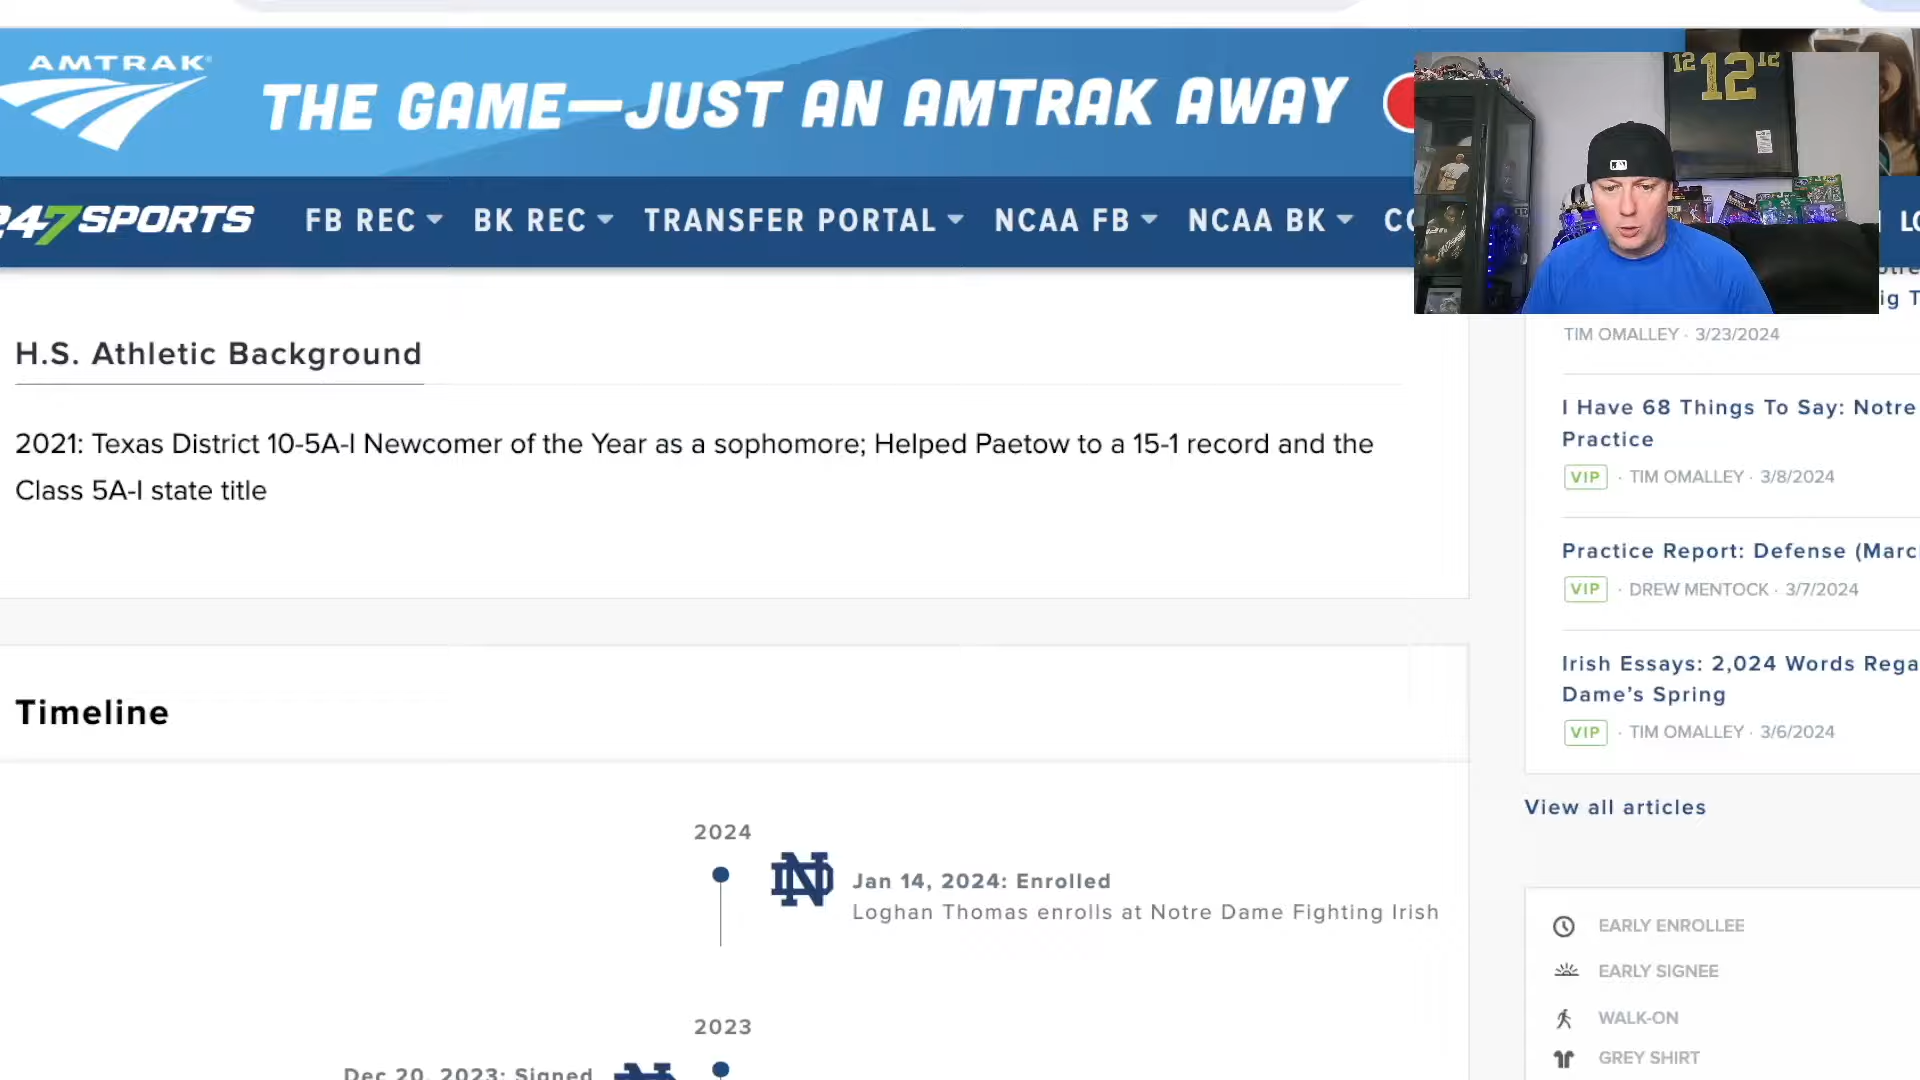 AMTRAK
THE GAME—JUST AN AMTRAK AWAY
247SPORTS FB REC BK REC TRANSFER PORTAL NCAA FB NCAA BK
12 12 12
H.S. Athletic Background
2021: Texas District 10-5A-I Newcomer of the Year as a sophomore; Helped Paetow to a 15-1 record and the
Class 5A-I state title
Timeline
2024
Jan 14, 2024: Enrolled
Loghan Thomas enrolls at Notre Dame Fighting Irish
2023
Dec 20, 2023: Signed
TIM OMALLEY · 3/23/2024
I Have 68 Things To Say: Notre
Practice
VIP · TIM OMALLEY · 3/8/2024
Practice Report: Defense (Marc
VIP · DREW MENTOCK · 3/7/2024
Irish Essays: 2,024 Words Rega
Dame's Spring
VIP · TIM OMALLEY · 3/6/2024
View all articles
EARLY ENROLLEE
EARLY SIGNEE
WALK-ON
GREY SHIRT